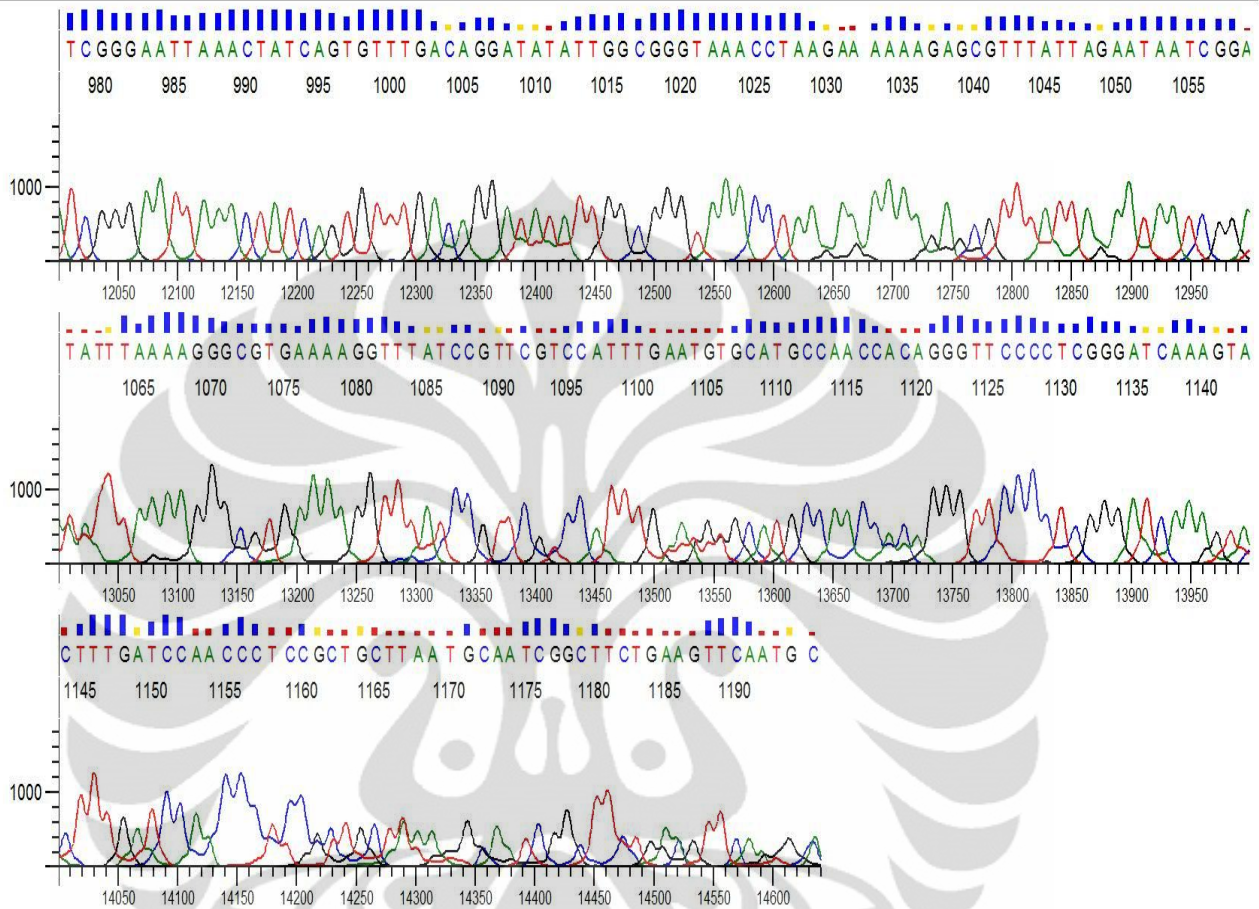 TCGGGAATTAAACTATCAGTGTTTGACAGGATATATTGGCGGGTAAACCTAAGAA AAAAGAGCGTTTATTAGAATAATCGGA
980 985 990 995 1000 1005 1010 1015 1020 1025 1030 1035 1040 1045 1050 1055
1000
12050 12100 12150 12200 12250 12300 12350 12400 12450 12500 12550 12600 12650 12700 12750 12800 12850 12900 12950
TATTTAAAAGGGCGTGAAAAGGTTTATCCGTTCGTCCATTTGAATGTGCATGCCAACCACAGGGTTCCCCTCGGGATCAAAGTA
1065 1070 1075 1080 1085 1090 1095 1100 1105 1110 1115 1120 1125 1130 1135 1140
1000
13050 13100 13150 13200 13250 13300 13350 13400 13450 13500 13550 13600 13650 13700 13750 13800 13850 13900 13950
CTTTGATCCAACCCTCCGCTGCTTAATGCAATCGGCTTCTGAAGTTCAATG C
1145 1150 1155 1160 1165 1170 1175 1180 1185 1190
1000
14050 14100 14150 14200 14250 14300 14350 14400 14450 14500 14550 14600